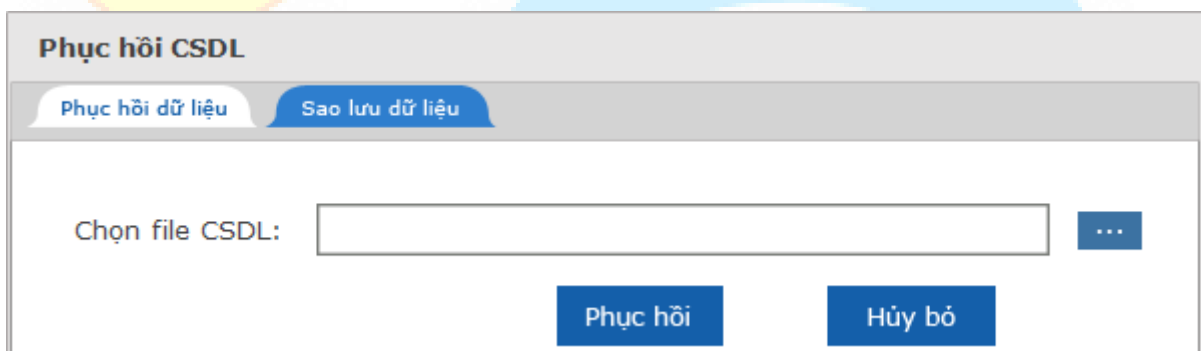 Phục hồi CSDL
Phục hồi dữ liệu Sao lưu dữ liệu
Chọn file CSDL: ...
Phục hồi Hủy bỏ